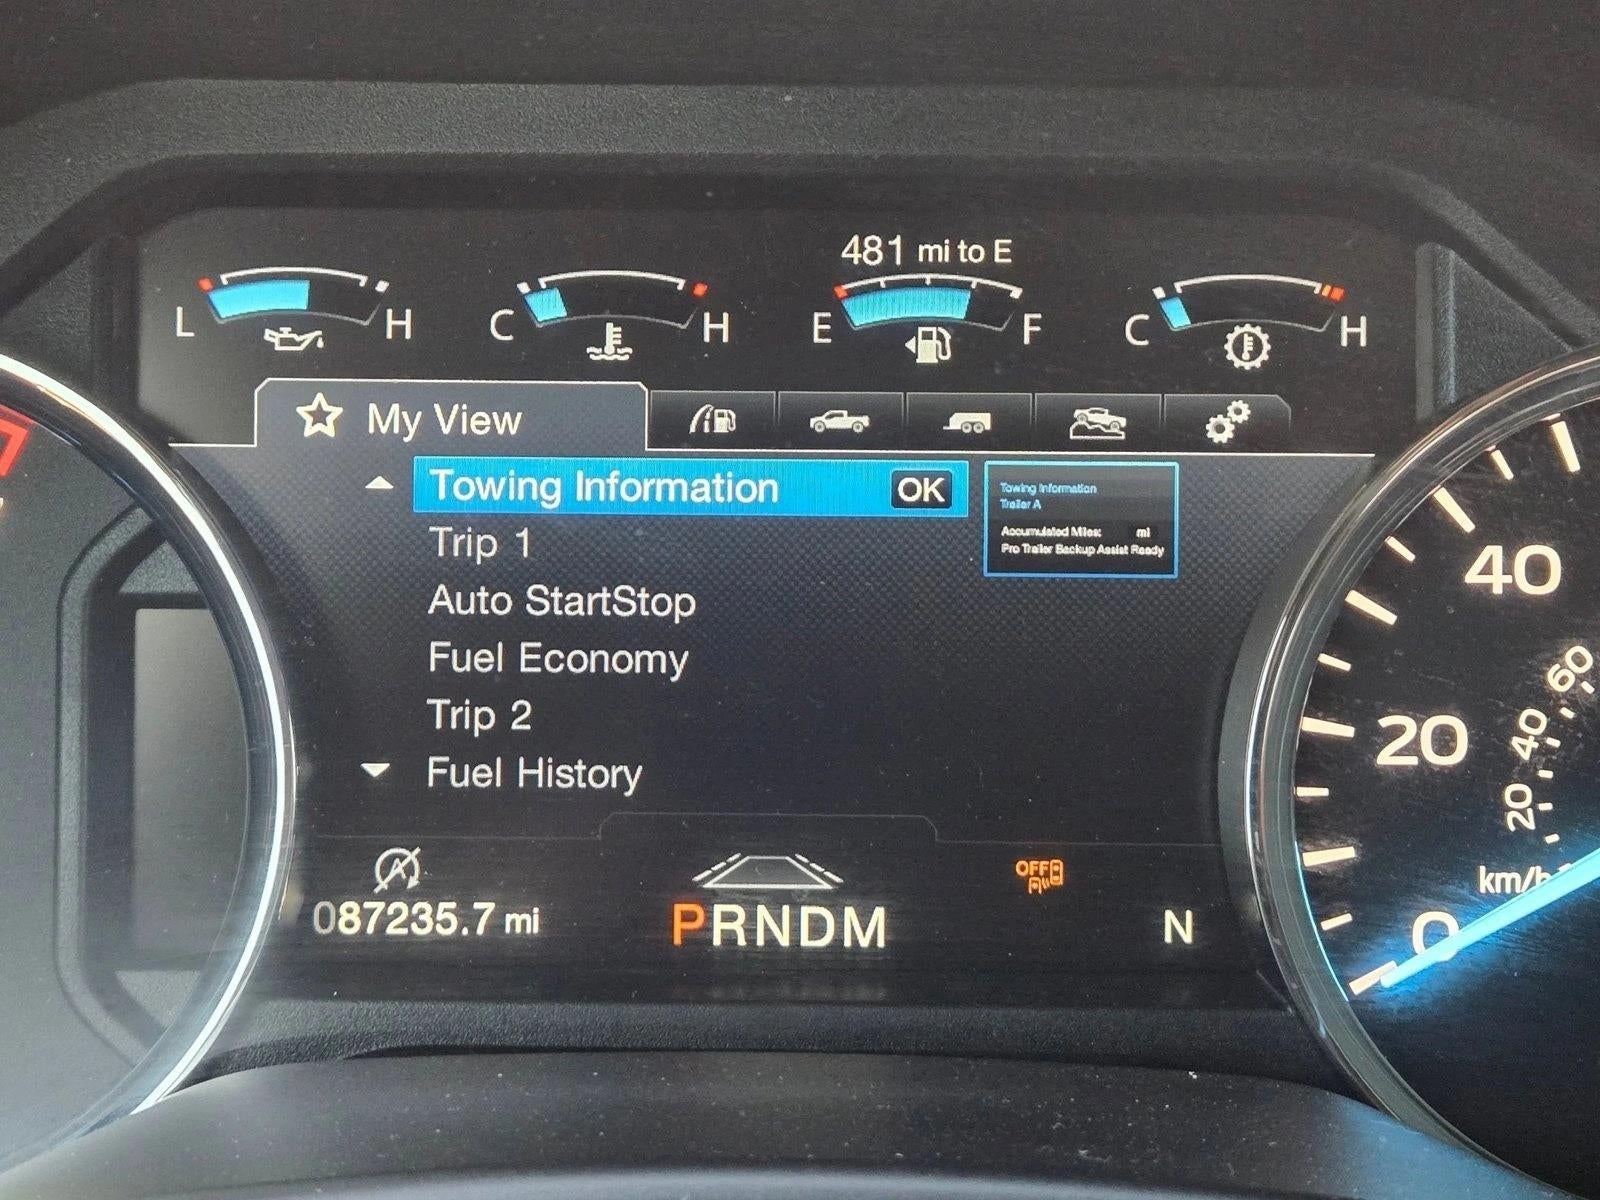 481 mi to E
L H C H E F C H
My View
Towing Information OK
Trip 1
Auto StartStop
Fuel Economy
Trip 2
Fuel History
Towing Information
Trailer A
Accumulated Miles: mi
Pro Trailer Backup Assist Ready
A
OFF
087235.7 mi
PRNDM
N
40
20
0
60
40
20
km/h